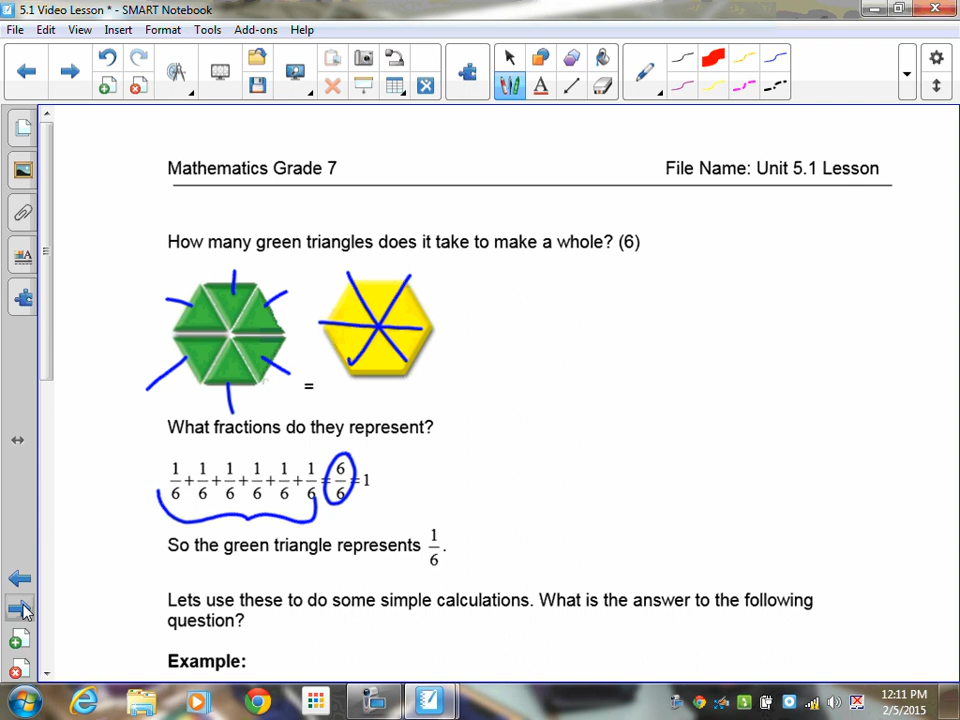 5.1 Video Lesson * - SMART Notebook
File Edit View Insert Format Tools Add-ons Help
Mathematics Grade 7 File Name: Unit 5.1 Lesson
How many green triangles does it take to make a whole? (6)
=
What fractions do they represent?
1/6 + 1/6 + 1/6 + 1/6 + 1/6 + 1/6 = 6/6 = 1
So the green triangle represents 1/6.
Lets use these to do some simple calculations. What is the answer to the following
question?
Example:
12:11 PM
2/5/2015